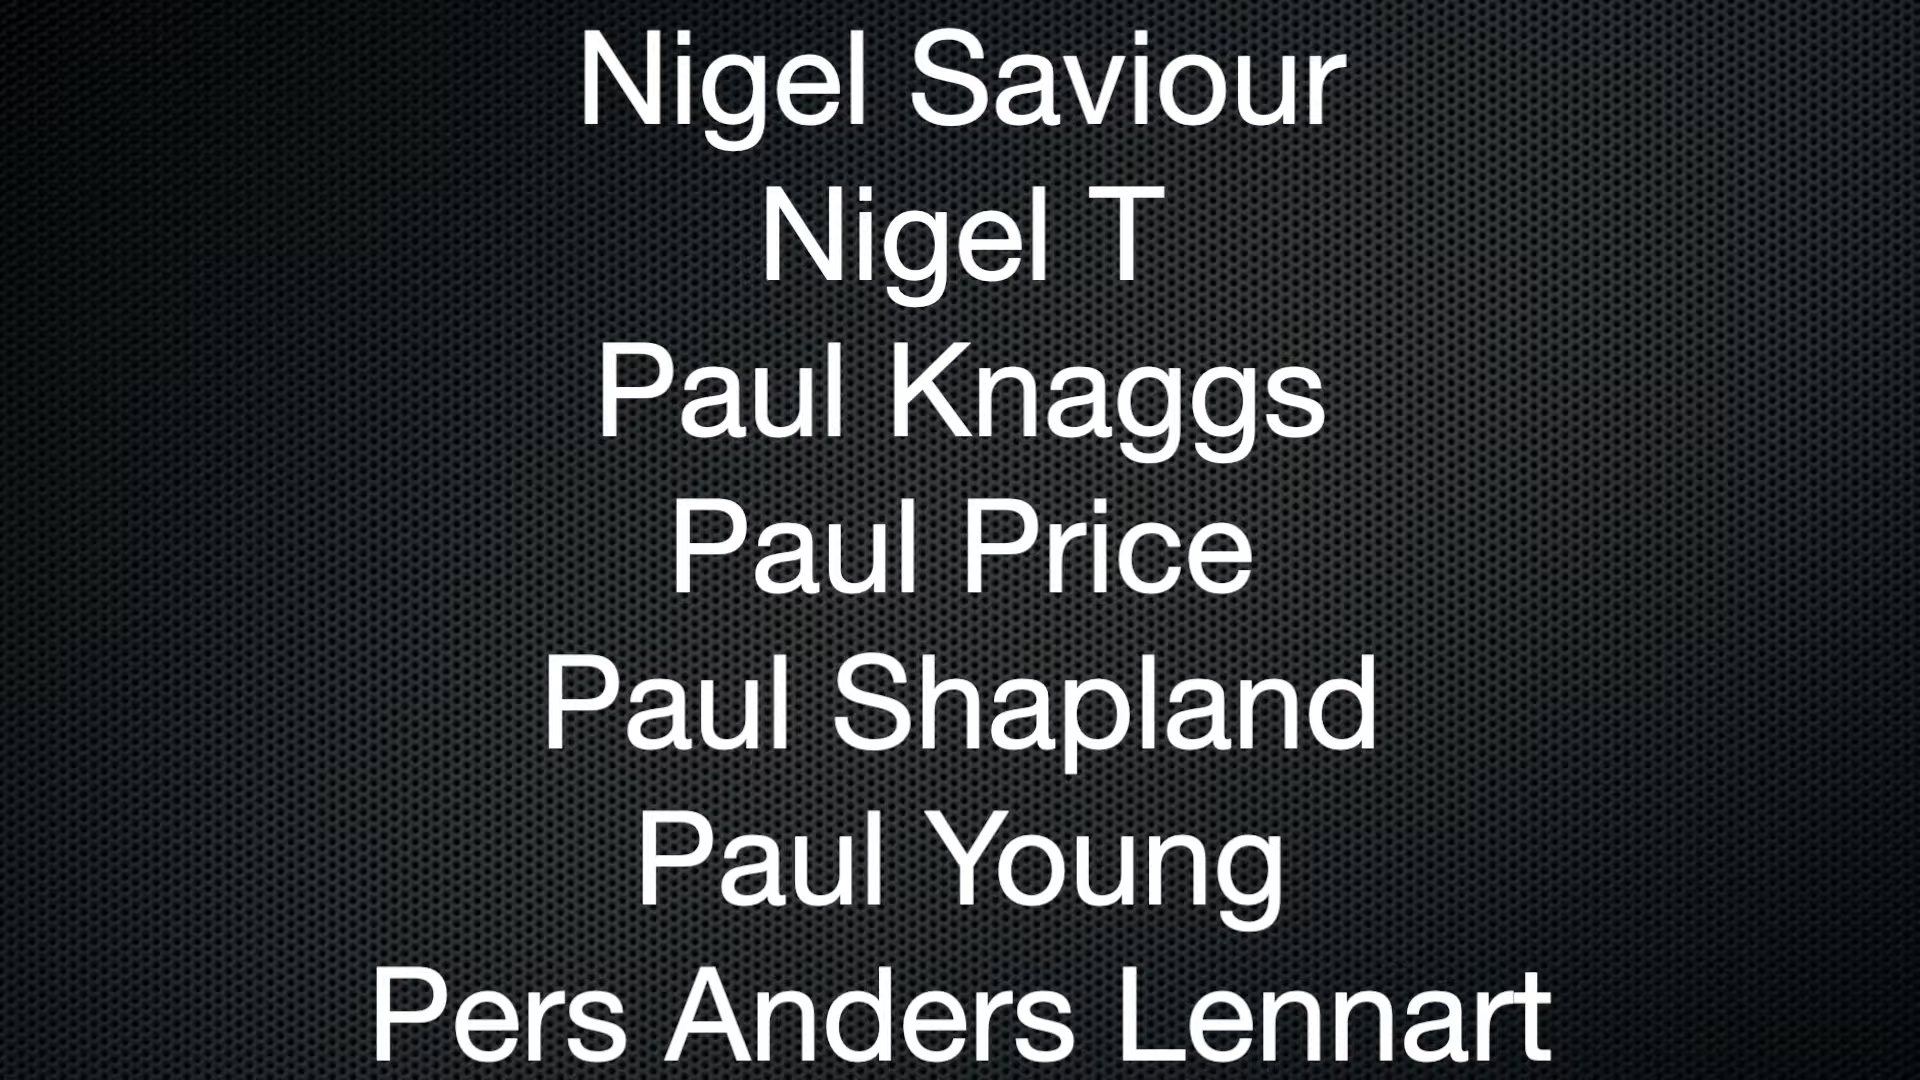 Nigel Saviour
Nigel T
Paul Knaggs
Paul Price
Paul Shapland
Paul Young
Pers Anders Lennart